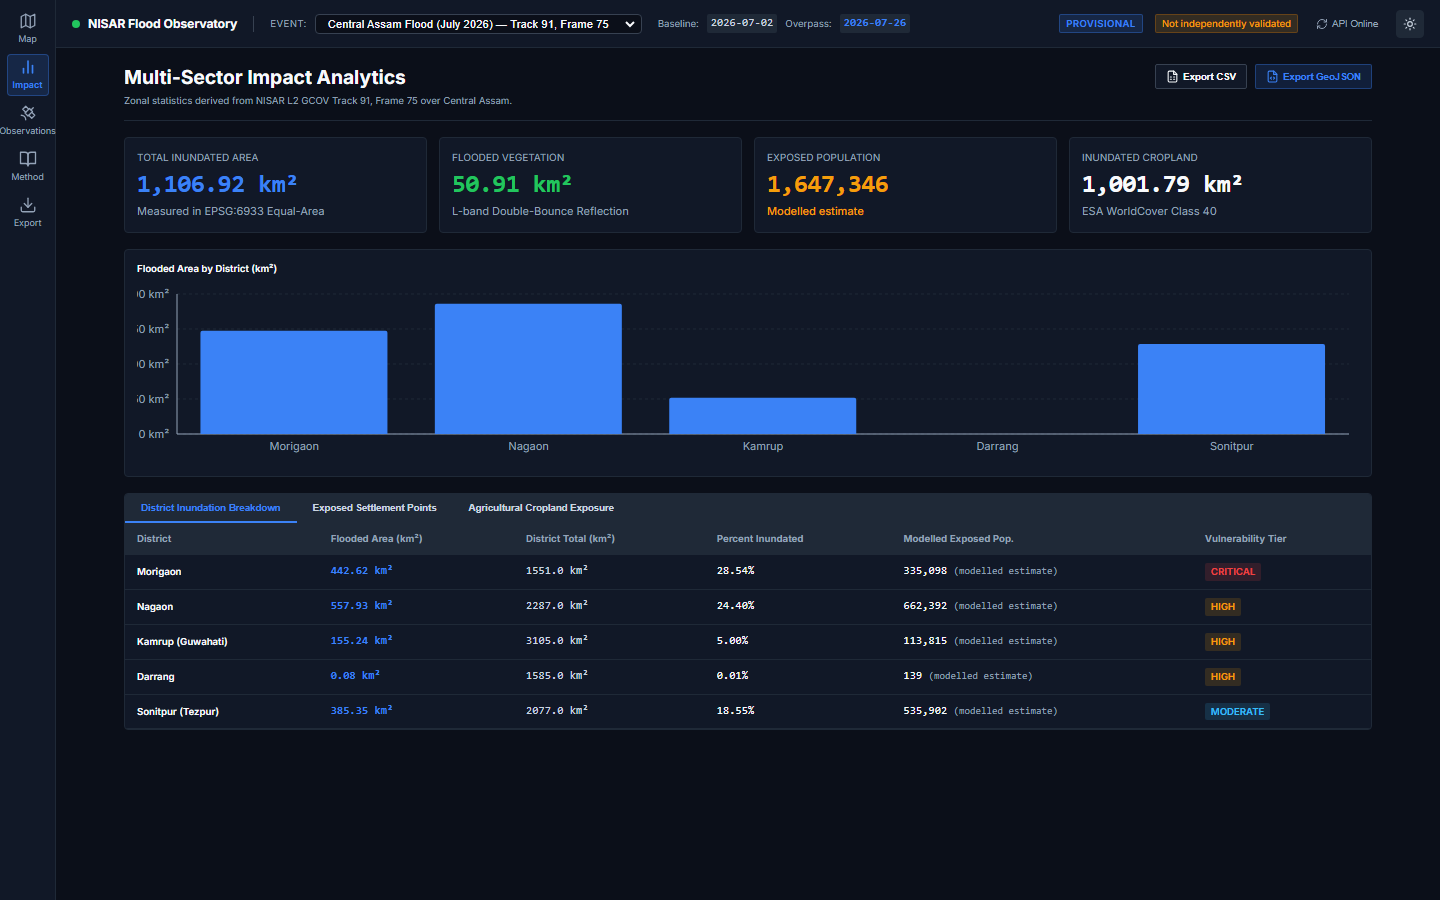 NISAR Flood Observatory
EVENT: Central Assam Flood (July 2026) — Track 91, Frame 75
Baseline: 2026-07-02 Overpass: 2026-07-26
PROVISIONAL
Not independently validated
API Online
Map
Impact
Observations
Method
Export
Multi-Sector Impact Analytics
Zonal statistics derived from NISAR L2 GCOV Track 91, Frame 75 over Central Assam.
Export CSV
Export GeoJSON
TOTAL INUNDATED AREA
1,106.92 km²
Measured in EPSG:6933 Equal-Area
FLOODED VEGETATION
50.91 km²
L-band Double-Bounce Reflection
EXPOSED POPULATION
1,647,346
Modelled estimate
INUNDATED CROPLAND
1,001.79 km²
ESA WorldCover Class 40
Flooded Area by District (km²)
0 km²
50 km²
0 km²
50 km²
0 km²
Morigaon Nagaon Kamrup Darrang Sonitpur
District Inundation Breakdown Exposed Settlement Points Agricultural Cropland Exposure
District Flooded Area (km²) District Total (km²) Percent Inundated Modelled Exposed Pop. Vulnerability Tier
Morigaon 442.62 km² 1551.0 km² 28.54% 335,098 (modelled estimate) CRITICAL
Nagaon 557.93 km² 2287.0 km² 24.40% 662,392 (modelled estimate) HIGH
Kamrup (Guwahati) 155.24 km² 3105.0 km² 5.00% 113,815 (modelled estimate) HIGH
Darrang 0.08 km² 1585.0 km² 0.01% 139 (modelled estimate) HIGH
Sonitpur (Tezpur) 385.35 km² 2077.0 km² 18.55% 535,902 (modelled estimate) MODERATE